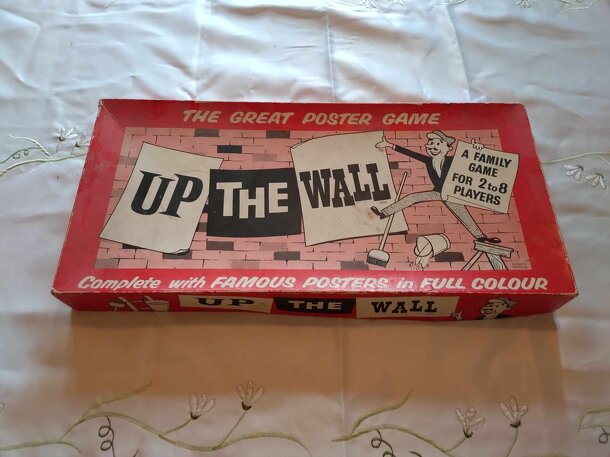 THE GREAT POSTER GAME
UP THE WALL
A FAMILY
GAME
FOR 2 to 8
PLAYERS
Complete with FAMOUS POSTERS in FULL COLOUR
UP THE WALL